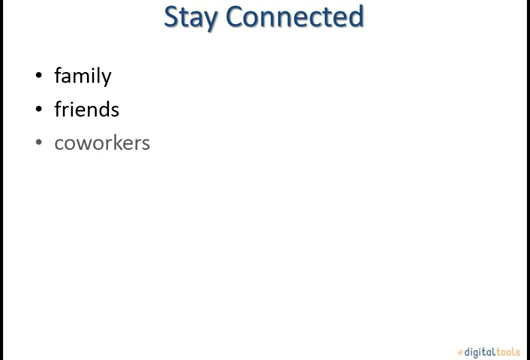 Stay Connected
• family
• friends
• coworkers
#digitaltools